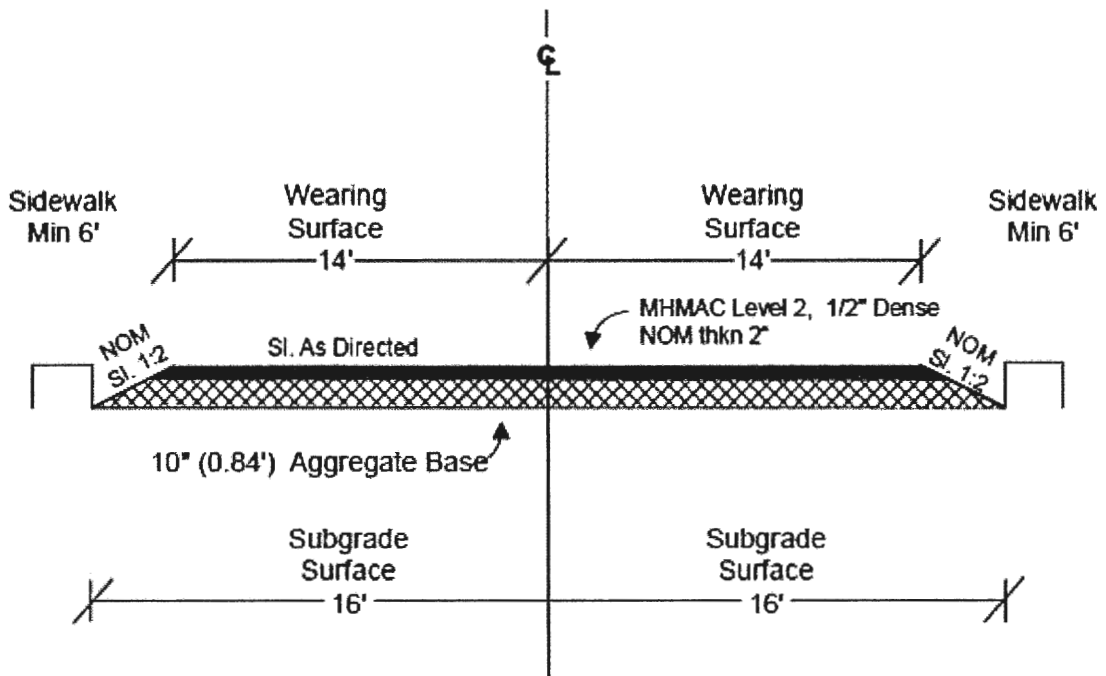 ℄
Sidewalk
Min 6'
Wearing
Surface
14'
Wearing
Surface
14'
Sidewalk
Min 6'
MHMAC Level 2, 1/2" Dense
NOM thkn 2"
NOM
Sl. 1:2
Sl. As Directed
NOM
Sl. 1:2
10" (0.84') Aggregate Base
Subgrade
Surface
16'
Subgrade
Surface
16'